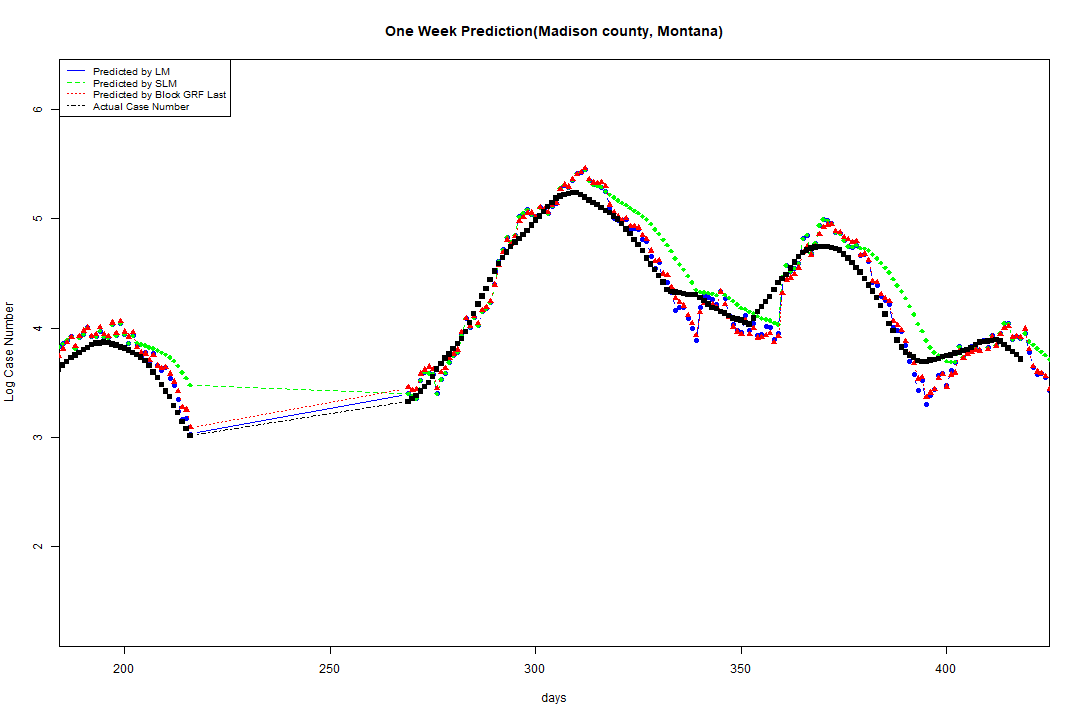 One Week Prediction(Madison county, Montana)
Predicted by LM
Predicted by SLM
Predicted by Block GRF Last
Actual Case Number
6
5
4
3
2
Log Case Number
200 250 300 350 400
days